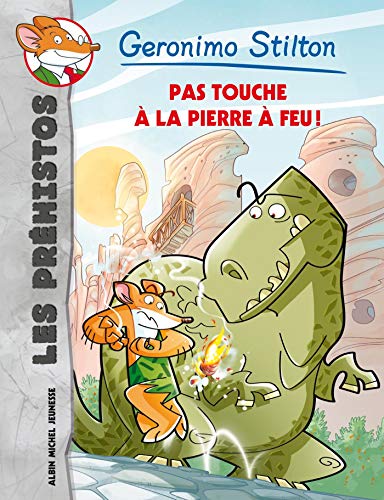 Geronimo Stilton
PAS TOUCHE
À LA PIERRE À FEU !
LES PRÉHISTOS
ALBIN MICHEL JEUNESSE